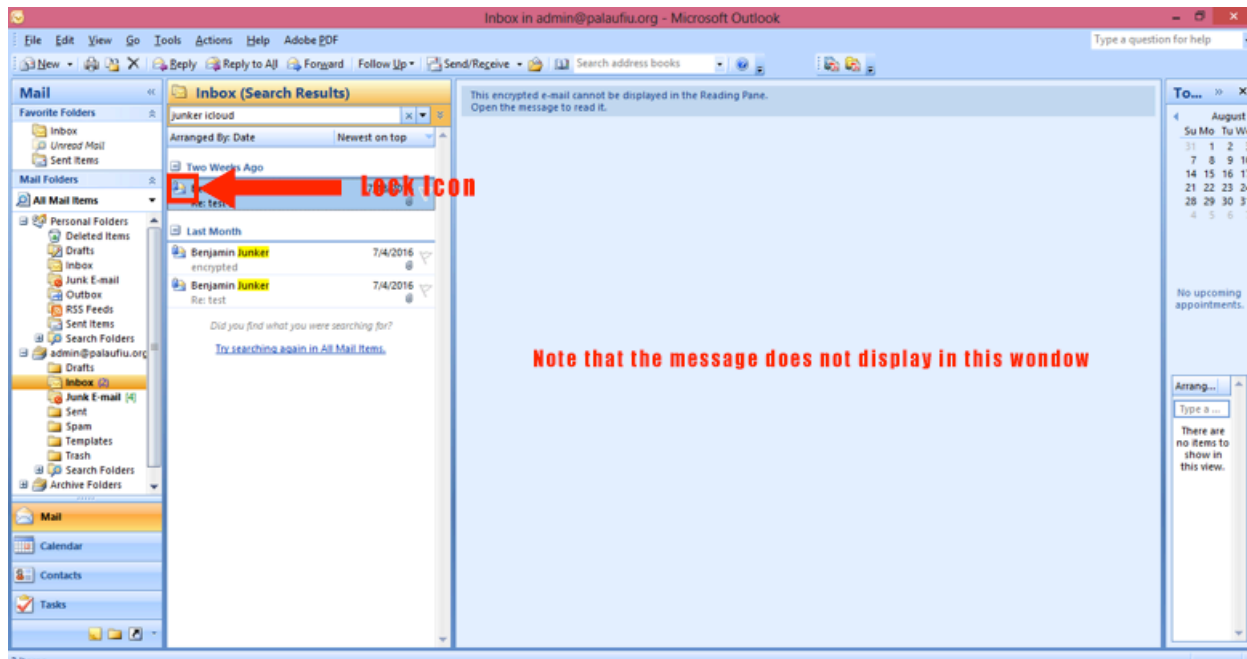 Inbox in admin@palaufiu.org - Microsoft Outlook
File Edit View Go Tools Actions Help Adobe PDF
Type a question for help
New Reply Reply to All Forward Follow Up Send/Receive Search address books
Mail
Favorite Folders
Inbox
Unread Mail
Sent Items
Mail Folders
All Mail Items
Personal Folders
Deleted Items
Drafts
Inbox
Junk E-mail
Outbox
RSS Feeds
Sent Items
Search Folders
admin@palaufiu.org
Drafts
Inbox (2)
Junk E-mail [4]
Sent
Spam
Templates
Trash
Search Folders
Archive Folders
Mail
Calendar
Contacts
Tasks
Inbox (Search Results)
junker icloud
Arranged By: Date Newest on top
Two Weeks Ago
Lock Icon
Re: test
Last Month
Benjamin Junker 7/4/2016
encrypted
Benjamin Junker 7/4/2016
Re: test
Did you find what you were searching for?
Try searching again in All Mail Items.
This encrypted e-mail cannot be displayed in the Reading Pane.
Open the message to read it.
Note that the message does not display in this wondow
To...
August
Su Mo Tu
31 1 2
7 8 9
14 15 16
21 22 23
28 29 30
4 5 6
No upcoming
appointments.
Arrang...
Type a ...
There are
no items to
show in
this view.